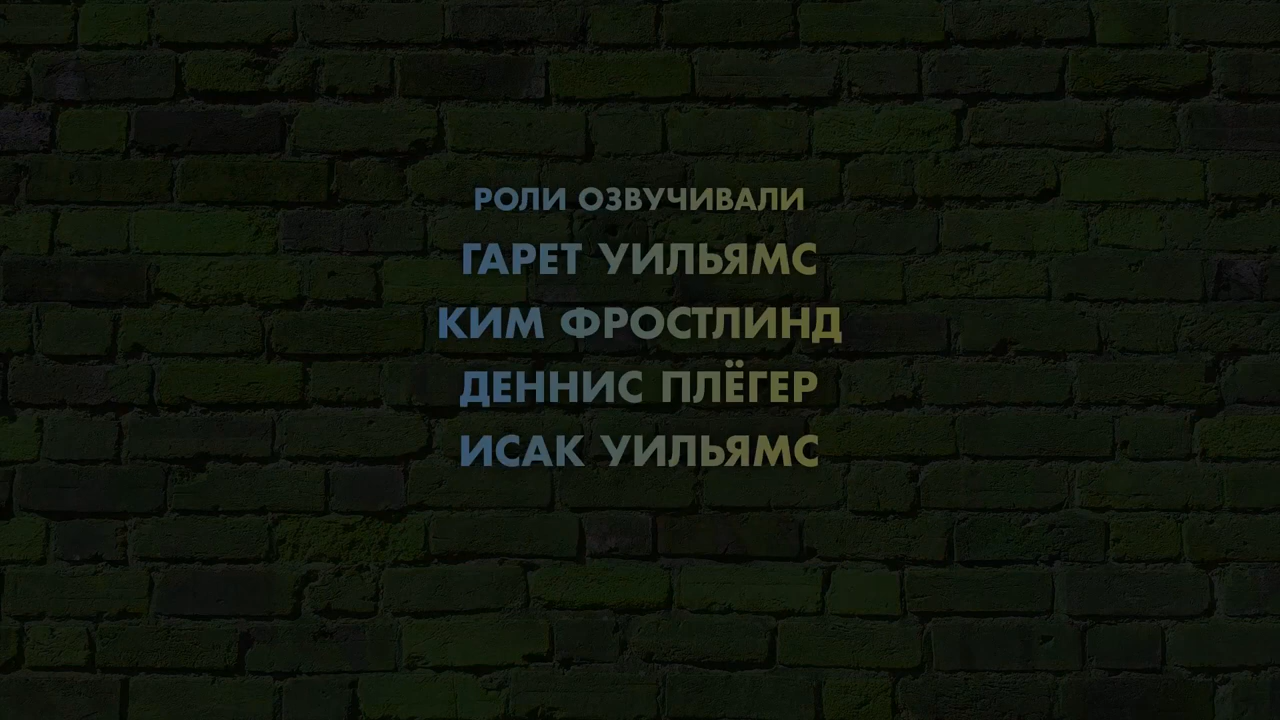 РОЛИ ОЗВУЧИВАЛИ
ГАРЕТ УИЛЬЯМС
КИМ ФРОСТЛИНД
ДЕННИС ПЛЁГЕР
ИСАК УИЛЬЯМС